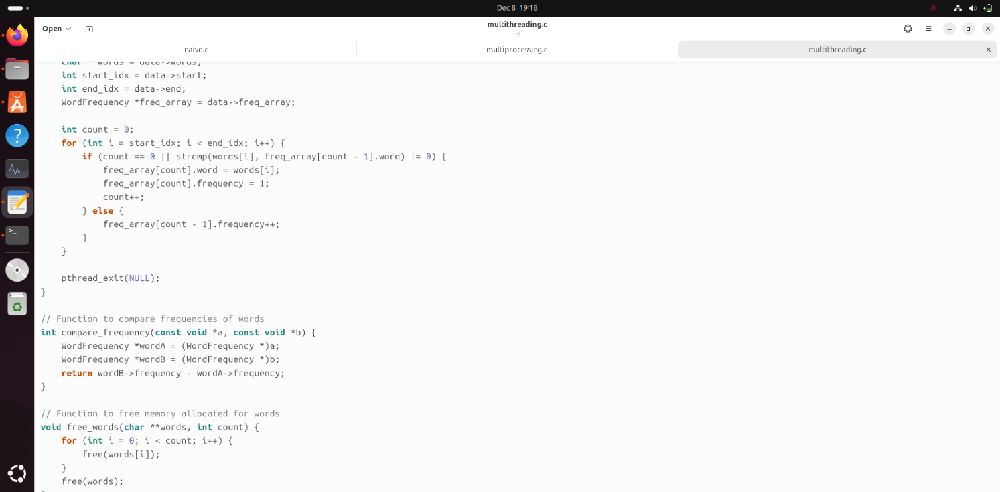 Dec 8 19:18
Open
multithreading.c
~/
naive.c
multiprocessing.c
multithreading.c
    char **words = data->words;
    int start_idx = data->start;
    int end_idx = data->end;
    WordFrequency *freq_array = data->freq_array;

    int count = 0;
    for (int i = start_idx; i < end_idx; i++) {
        if (count == 0 || strcmp(words[i], freq_array[count - 1].word) != 0) {
            freq_array[count].word = words[i];
            freq_array[count].frequency = 1;
            count++;
        } else {
            freq_array[count - 1].frequency++;
        }
    }

    pthread_exit(NULL);
}

// Function to compare frequencies of words
int compare_frequency(const void *a, const void *b) {
    WordFrequency *wordA = (WordFrequency *)a;
    WordFrequency *wordB = (WordFrequency *)b;
    return wordB->frequency - wordA->frequency;
}

// Function to free memory allocated for words
void free_words(char **words, int count) {
    for (int i = 0; i < count; i++) {
        free(words[i]);
    }
    free(words);